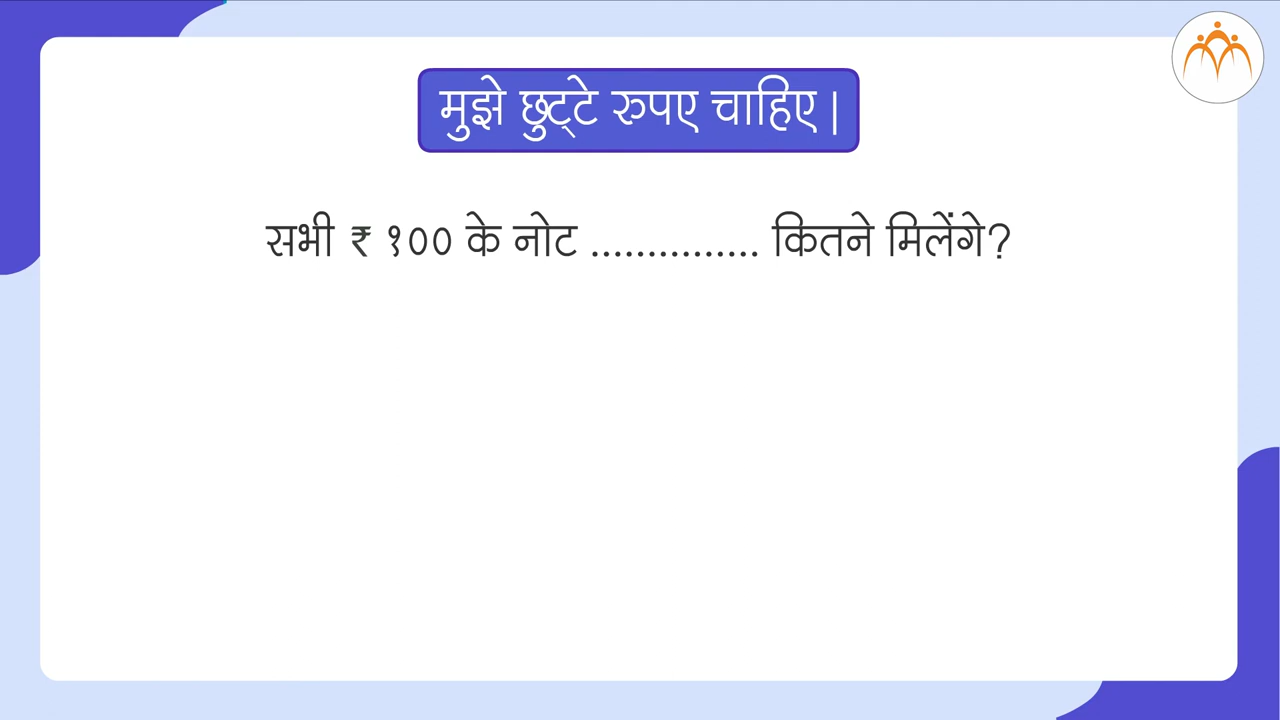 मुझे छुट्‌टे रुपए चाहिए |
सभी ₹ १०० के नोट ............... कितने मिलेंगे?